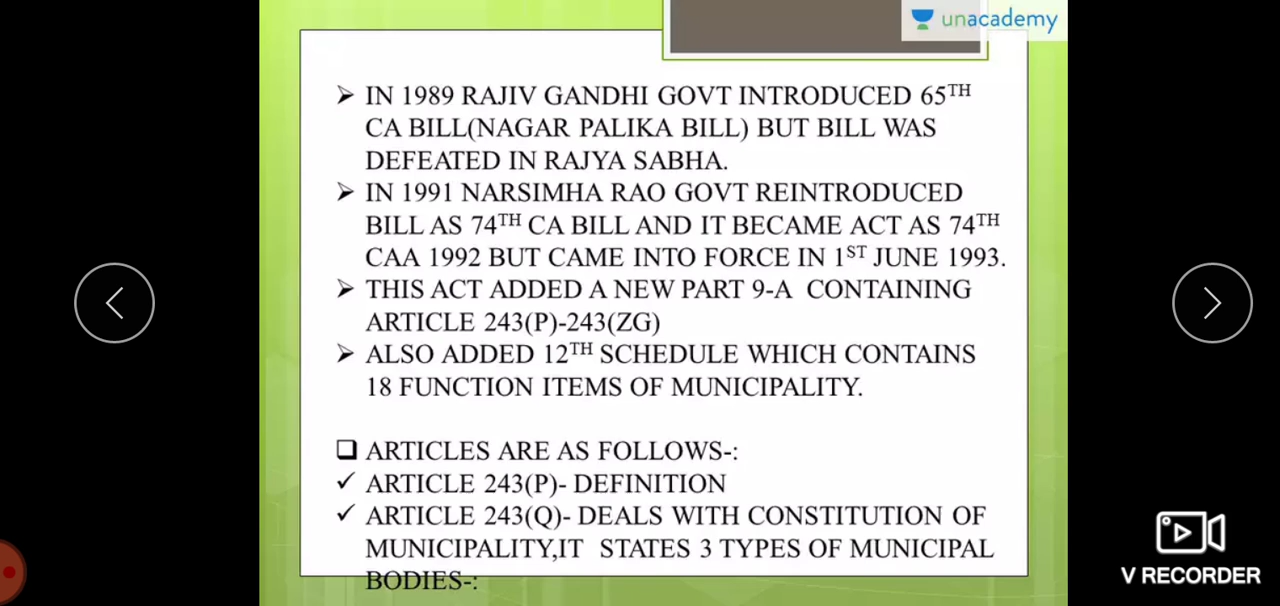 unacademy
➢ IN 1989 RAJIV GANDHI GOVT INTRODUCED 65TH
CA BILL(NAGAR PALIKA BILL) BUT BILL WAS
DEFEATED IN RAJYA SABHA.
➢ IN 1991 NARSIMHA RAO GOVT REINTRODUCED
BILL AS 74TH CA BILL AND IT BECAME ACT AS 74TH
CAA 1992 BUT CAME INTO FORCE IN 1ST JUNE 1993.
➢ THIS ACT ADDED A NEW PART 9-A CONTAINING
ARTICLE 243(P)-243(ZG)
➢ ALSO ADDED 12TH SCHEDULE WHICH CONTAINS
18 FUNCTION ITEMS OF MUNICIPALITY.
❑ ARTICLES ARE AS FOLLOWS-:
✓ ARTICLE 243(P)- DEFINITION
✓ ARTICLE 243(Q)- DEALS WITH CONSTITUTION OF
MUNICIPALITY,IT STATES 3 TYPES OF MUNICIPAL
BODIES-:
V RECORDER